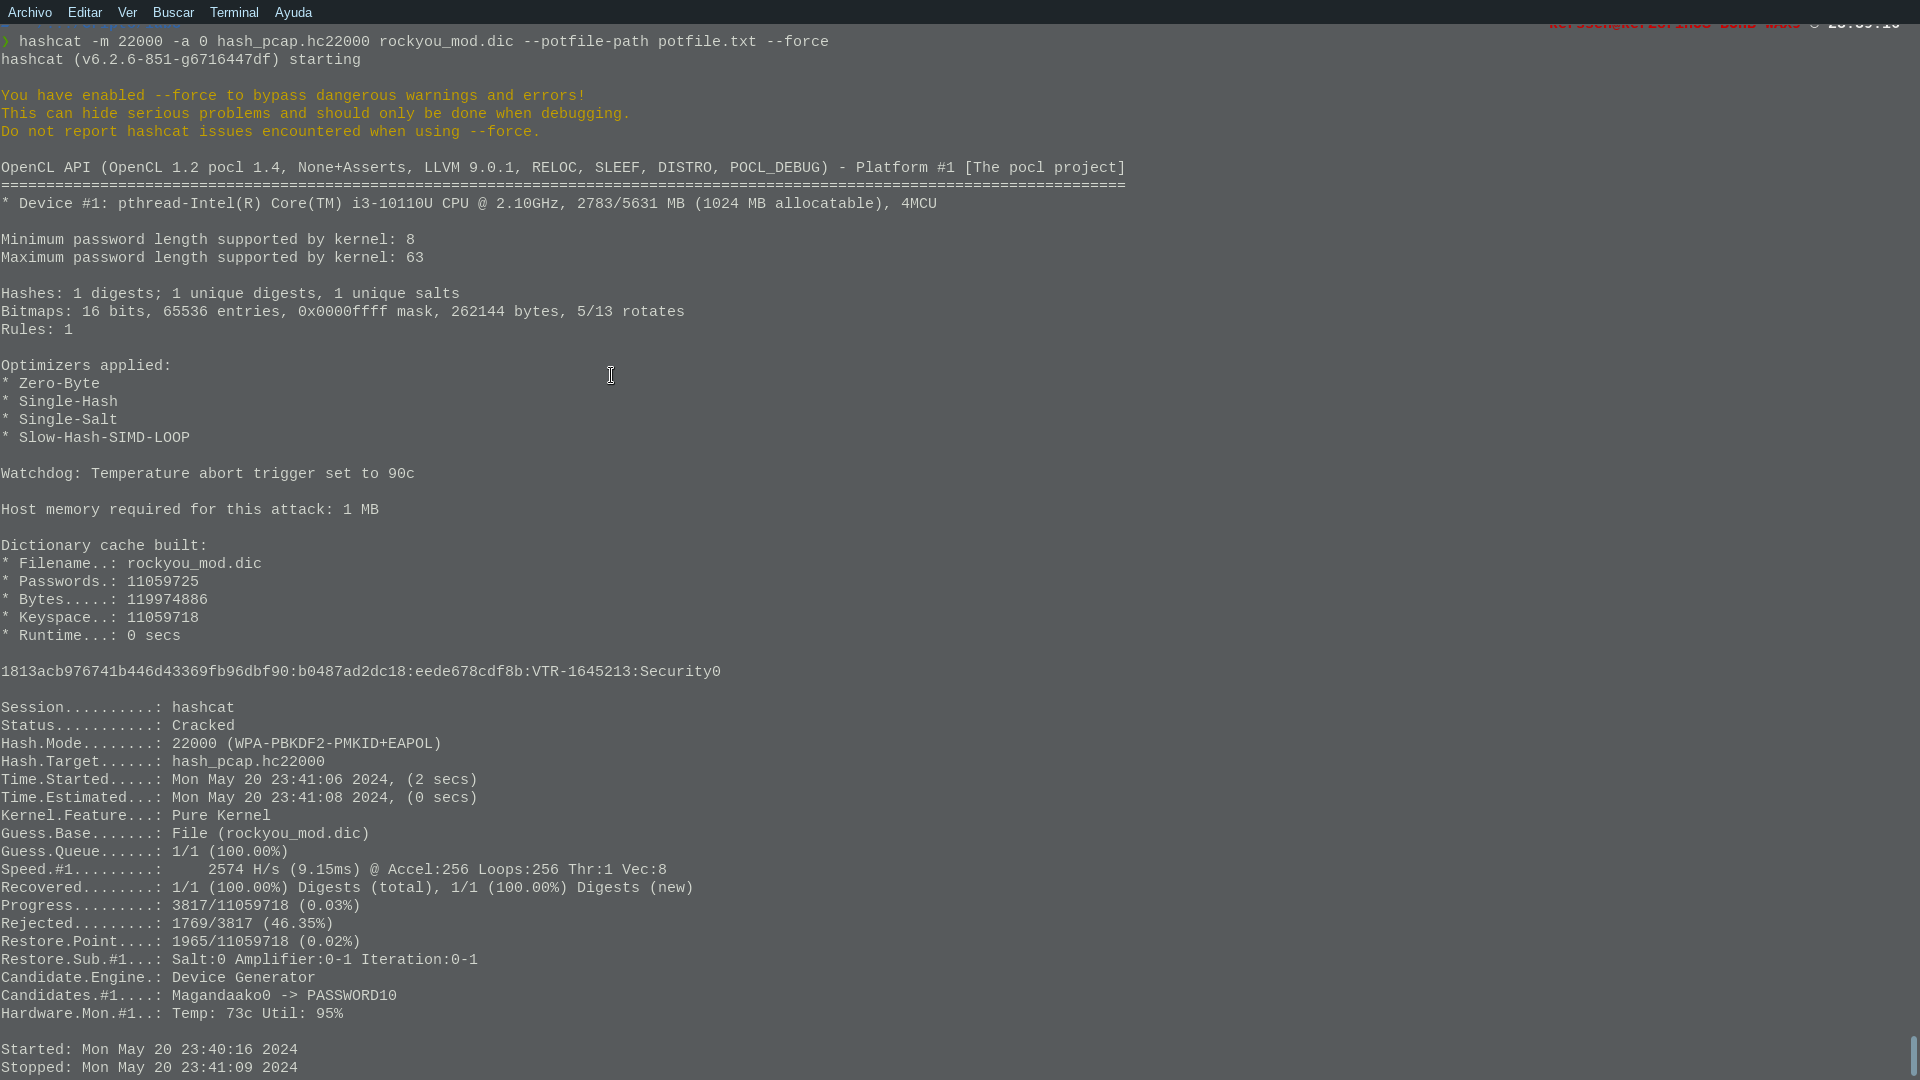 Archivo Editar Ver Buscar Terminal Ayuda
❯ hashcat -m 22000 -a 0 hash_pcap.hc22000 rockyou_mod.dic --potfile-path potfile.txt --force
hashcat (v6.2.6-851-g6716447df) starting
You have enabled --force to bypass dangerous warnings and errors!
This can hide serious problems and should only be done when debugging.
Do not report hashcat issues encountered when using --force.
OpenCL API (OpenCL 1.2 pocl 1.4, None+Asserts, LLVM 9.0.1, RELOC, SLEEF, DISTRO, POCL_DEBUG) - Platform #1 [The pocl project]
=============================================================================================================================
* Device #1: pthread-Intel(R) Core(TM) i3-10110U CPU @ 2.10GHz, 2783/5631 MB (1024 MB allocatable), 4MCU
Minimum password length supported by kernel: 8
Maximum password length supported by kernel: 63
Hashes: 1 digests; 1 unique digests, 1 unique salts
Bitmaps: 16 bits, 65536 entries, 0x0000ffff mask, 262144 bytes, 5/13 rotates
Rules: 1
Optimizers applied:
* Zero-Byte
* Single-Hash
* Single-Salt
* Slow-Hash-SIMD-LOOP
Watchdog: Temperature abort trigger set to 90c
Host memory required for this attack: 1 MB
Dictionary cache built:
* Filename..: rockyou_mod.dic
* Passwords.: 11059725
* Bytes.....: 119974886
* Keyspace..: 11059718
* Runtime...: 0 secs
1813acb976741b446d43369fb96dbf90:b0487ad2dc18:eede678cdf8b:VTR-1645213:Security0
Session..........: hashcat
Status...........: Cracked
Hash.Mode........: 22000 (WPA-PBKDF2-PMKID+EAPOL)
Hash.Target......: hash_pcap.hc22000
Time.Started.....: Mon May 20 23:41:06 2024, (2 secs)
Time.Estimated...: Mon May 20 23:41:08 2024, (0 secs)
Kernel.Feature...: Pure Kernel
Guess.Base.......: File (rockyou_mod.dic)
Guess.Queue......: 1/1 (100.00%)
Speed.#1.........:     2574 H/s (9.15ms) @ Accel:256 Loops:256 Thr:1 Vec:8
Recovered........: 1/1 (100.00%) Digests (total), 1/1 (100.00%) Digests (new)
Progress.........: 3817/11059718 (0.03%)
Rejected.........: 1769/3817 (46.35%)
Restore.Point....: 1965/11059718 (0.02%)
Restore.Sub.#1...: Salt:0 Amplifier:0-1 Iteration:0-1
Candidate.Engine.: Device Generator
Candidates.#1....: Magandaako0 -> PASSWORD10
Hardware.Mon.#1..: Temp: 73c Util: 95%
Started: Mon May 20 23:40:16 2024
Stopped: Mon May 20 23:41:09 2024